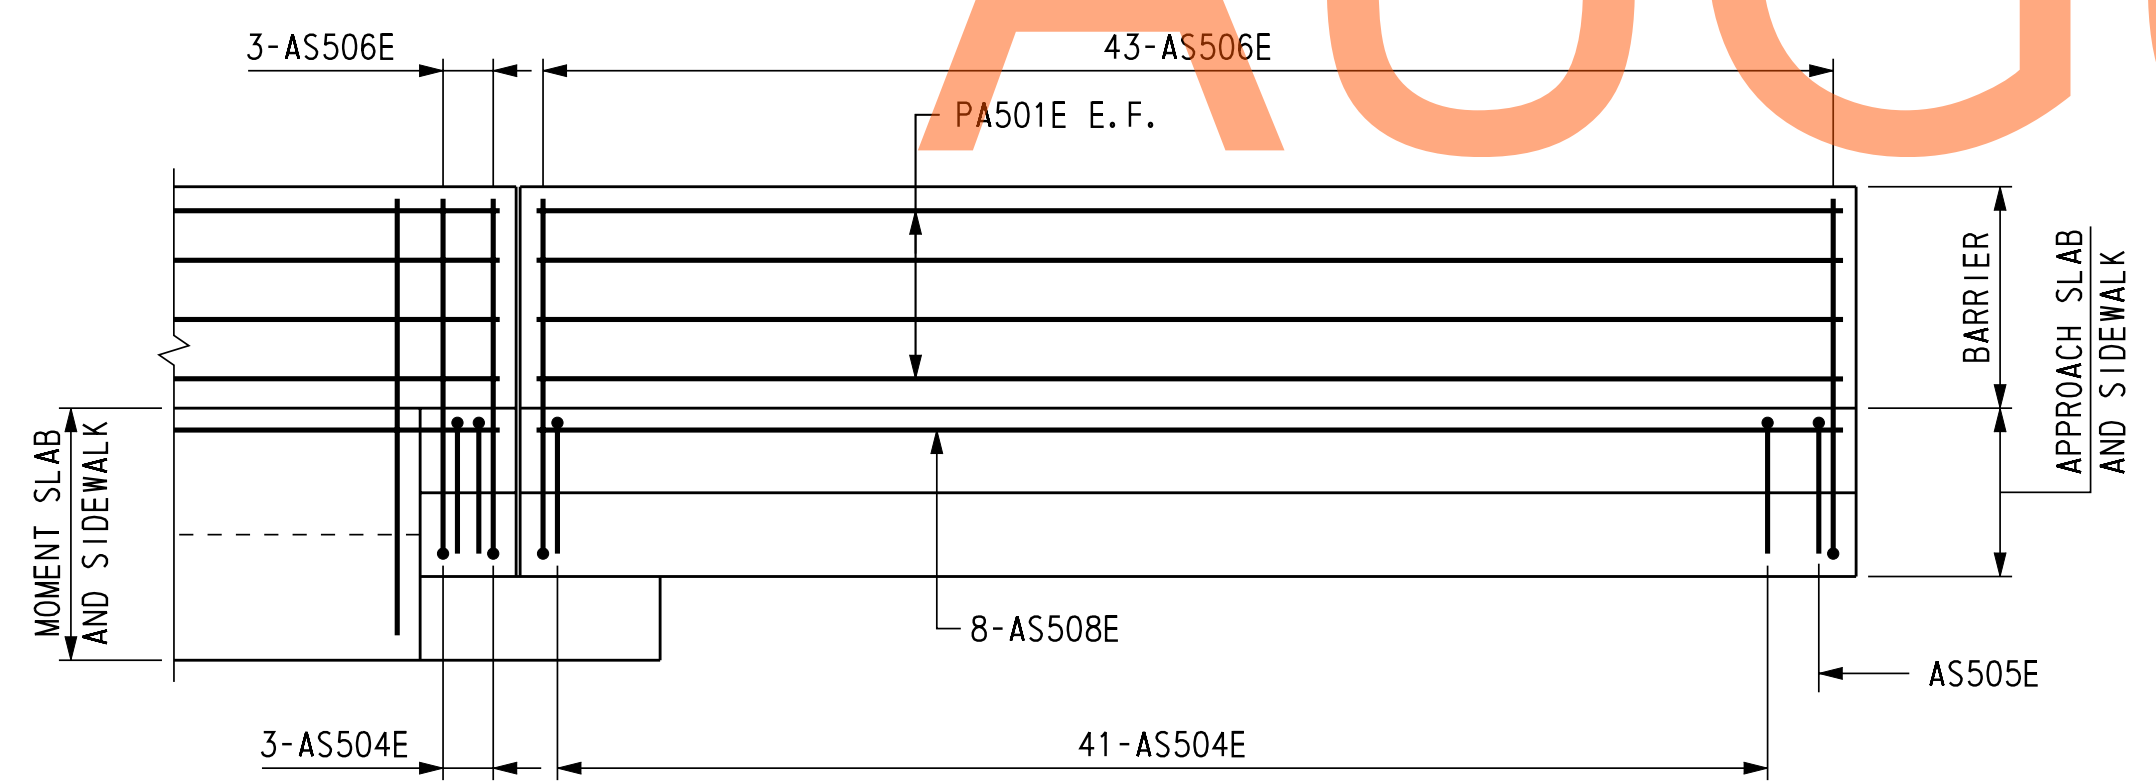 3-AS506E
43-AS506E
PA501E E.F.
BARRIER
APPROACH SLAB
AND SIDEWALK
MOMENT SLAB
AND SIDEWALK
8-AS508E
AS505E
3-AS504E
41-AS504E